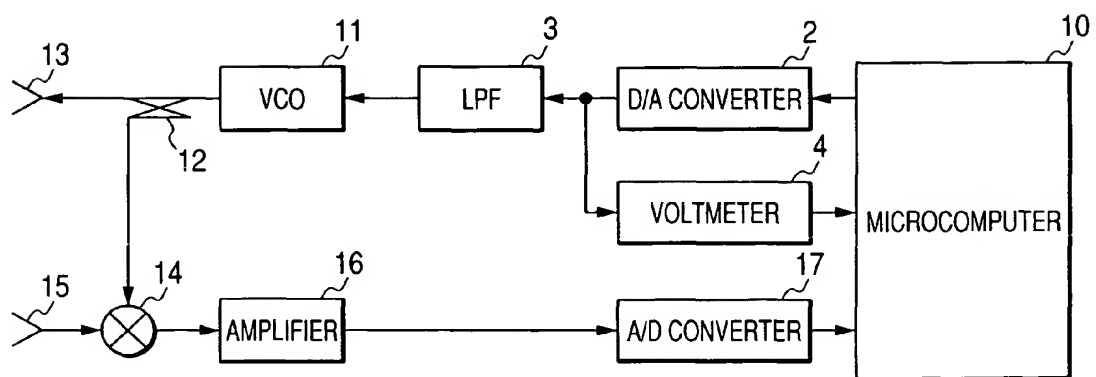 13
11
3
2
10
VCO
LPF
D/A CONVERTER
12
4
VOLTMETER
MICROCOMPUTER
15
14
16
17
AMPLIFIER
A/D CONVERTER